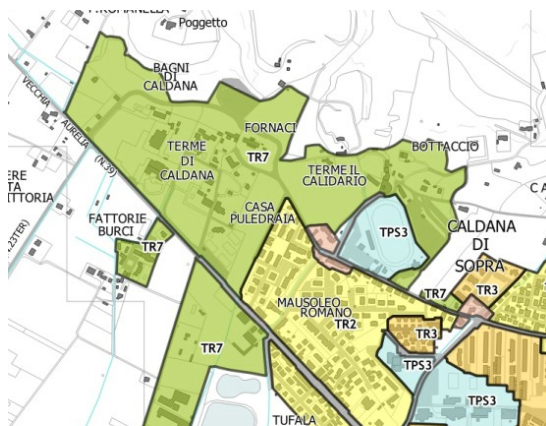 Poggetto
BAGNI
DI
CALDANA
VECCHIA
AURELIA
(N.39)
FORNACI
TERME
DI
CALDANA
TR7
TERME IL
CALIDARIO
BOTTACCIO
CASA
PULEDRAIA
FATTORIE
BURCI
TR7
TPS3
CALDANA
DI
SOPRA
TR3
TR7
MAUSOLEO
ROMANO
TR2
TR3
TR7
TPS3
TPS3
TUFALA